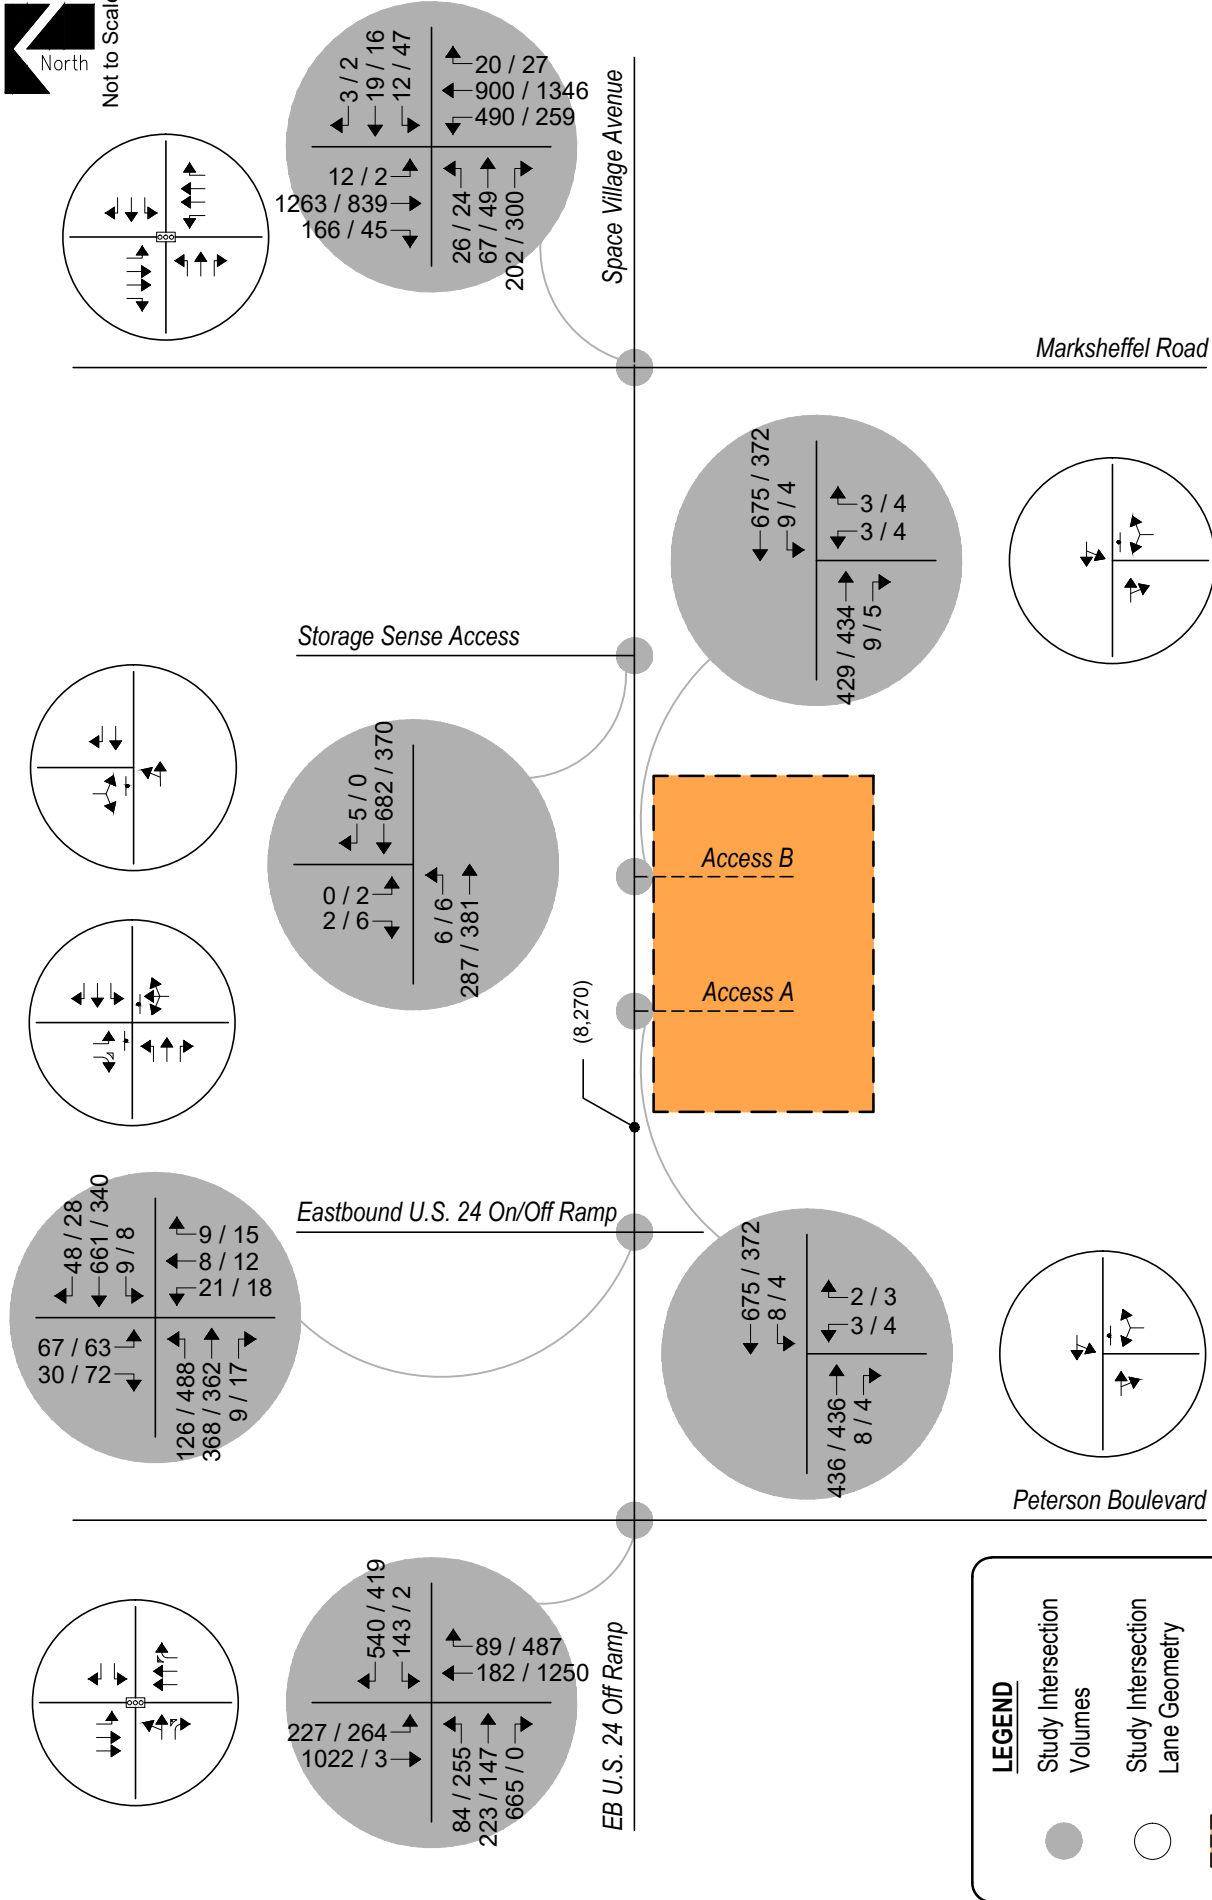 North
Not to Scale
3 / 2
19 / 16
12 / 47
20 / 27
900 / 1346
490 / 259
12 / 2
1263 / 839
166 / 45
26 / 24
67 / 49
202 / 300
Space Village Avenue
Marksheffel Road
675 / 372
9 / 4
3 / 4
3 / 4
429 / 434
9 / 5
Storage Sense Access
5 / 0
682 / 370
0 / 2
2 / 6
6 / 6
287 / 381
Access B
Access A
(8,270)
Eastbound U.S. 24 On/Off Ramp
48 / 28
661 / 340
9 / 8
9 / 15
8 / 12
21 / 18
67 / 63
30 / 72
126 / 488
368 / 362
9 / 17
675 / 372
8 / 4
2 / 3
3 / 4
436 / 436
8 / 4
Peterson Boulevard
540 / 419
143 / 2
89 / 487
182 / 1250
227 / 264
1022 / 3
84 / 255
223 / 147
665 / 0
EB U.S. 24 Off Ramp
LEGEND
Study Intersection
Volumes
Study Intersection
Lane Geometry